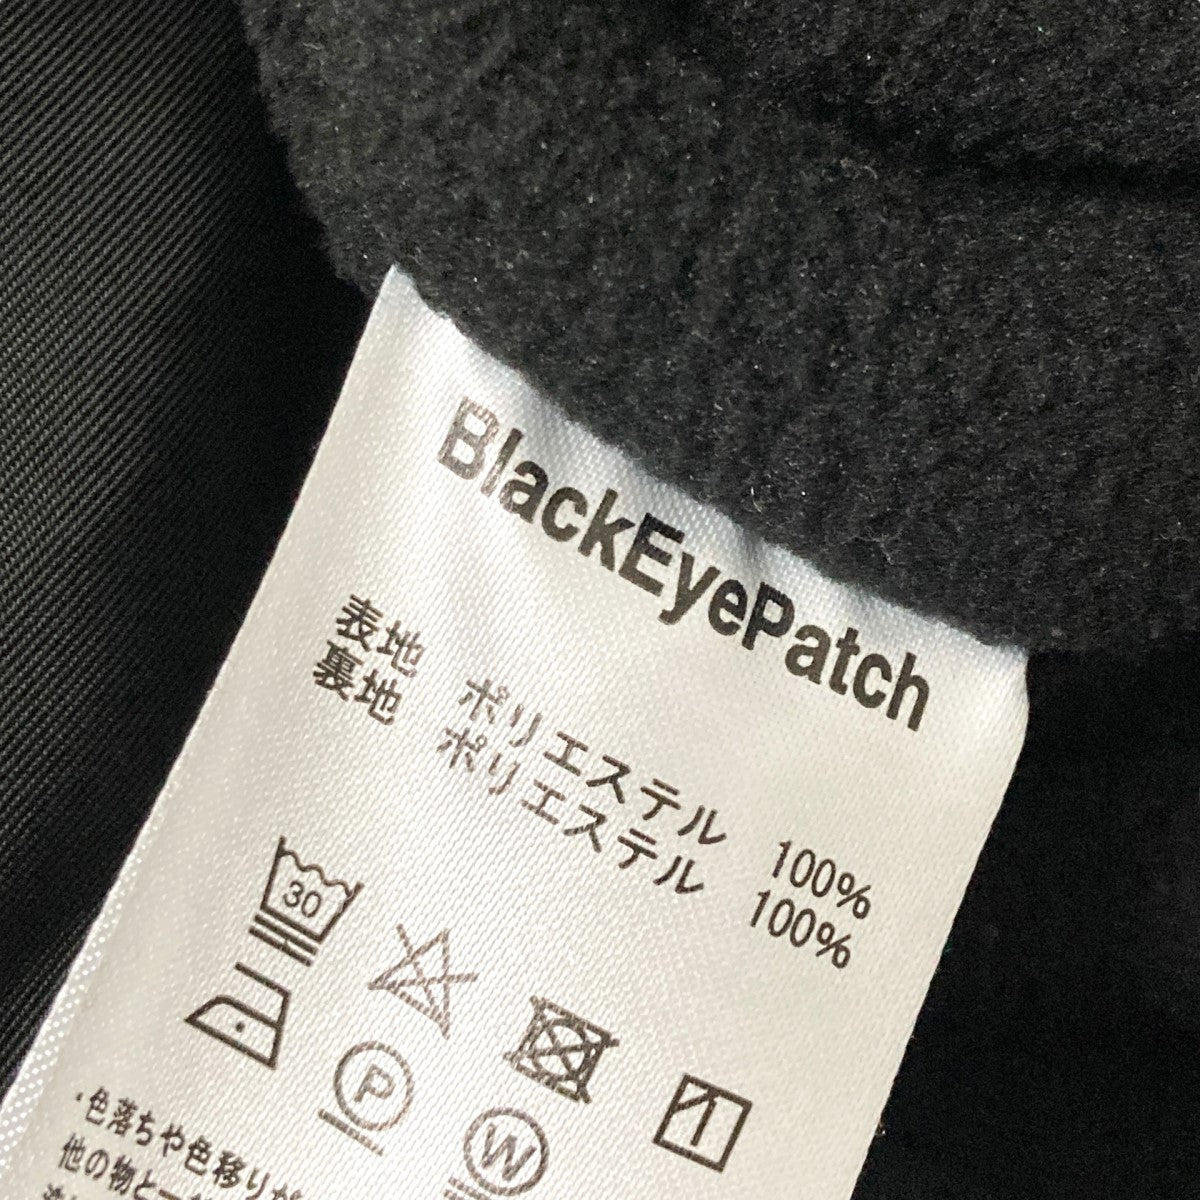 BlackEyePatch
表地 ポリエステル 100%
裏地 ポリエステル 100%
30
P
W
・色落ちや色移りが
他の物と一